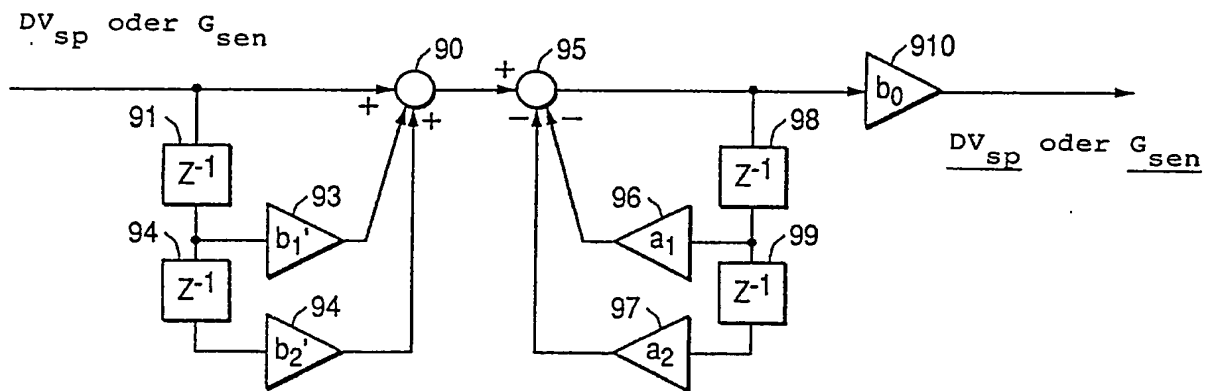 DVsp oder Gsen
90
95
910
+
+
+
+
-
-
b0
91
Z-1
93
b1'
94
Z-1
94
b2'
96
a1
97
a2
98
Z-1
99
Z-1
DVsp oder Gsen